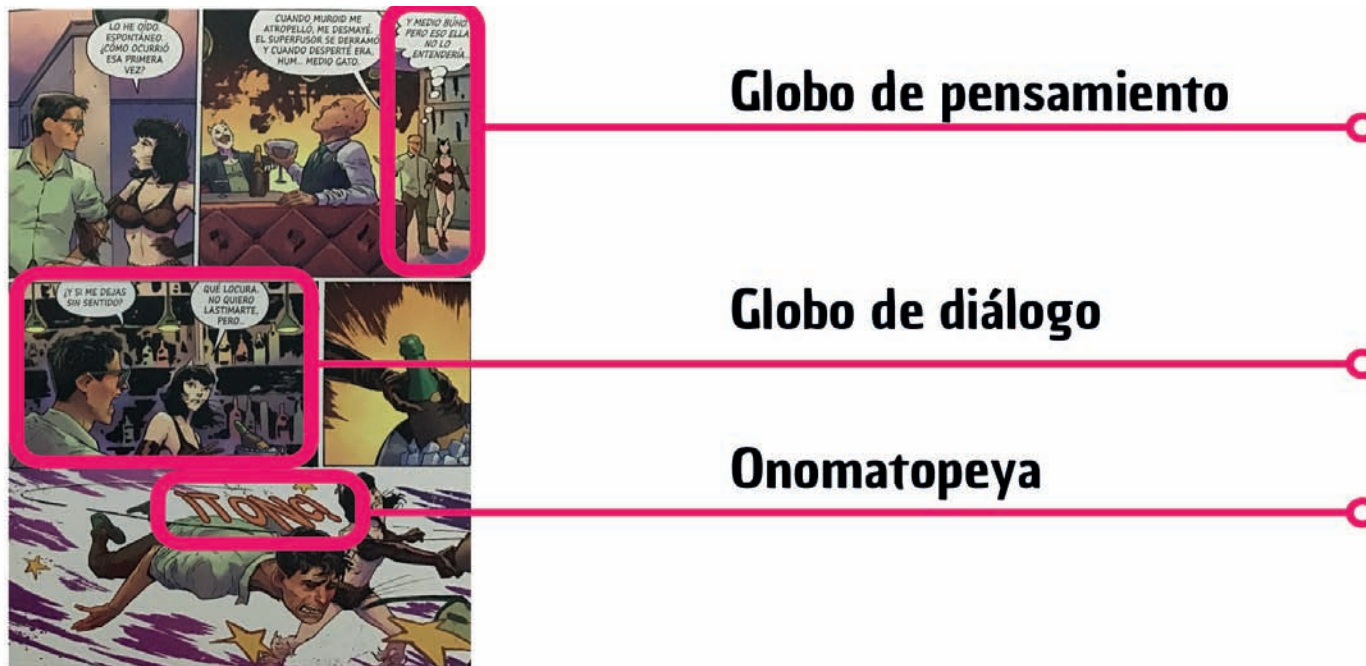 LO HE OÍDO.
ESPONTÁNEO.
¿CÓMO OCURRIÓ
ESA PRIMERA
VEZ?
CUANDO MUROID ME
ATROPELLÓ, ME DESMAYÉ.
EL SUPERFUSOR SE DERRAMÓ
Y CUANDO DESPERTÉ ERA,
HUM... MEDIO GATO.
Y MEDIO BÚHO
PERO ESO ELLA
NO LO
ENTENDERÍA...
Globo de pensamiento
¿Y SI ME DEJAS
SIN SENTIDO?
QUÉ LOCURA.
NO QUIERO
LASTIMARTE,
PERO...
Globo de diálogo
¡TONC!
Onomatopeya